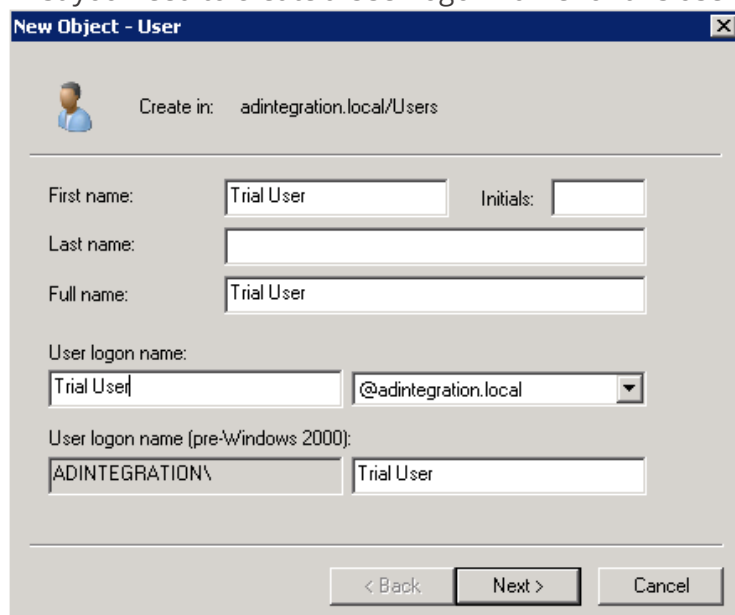 New Object - User
Create in: adintegration.local/Users
First name: Trial User Initials:
Last name:
Full name: Trial User
User logon name:
Trial User @adintegration.local
User logon name (pre-Windows 2000):
ADINTEGRATION\ Trial User
< Back Next > Cancel